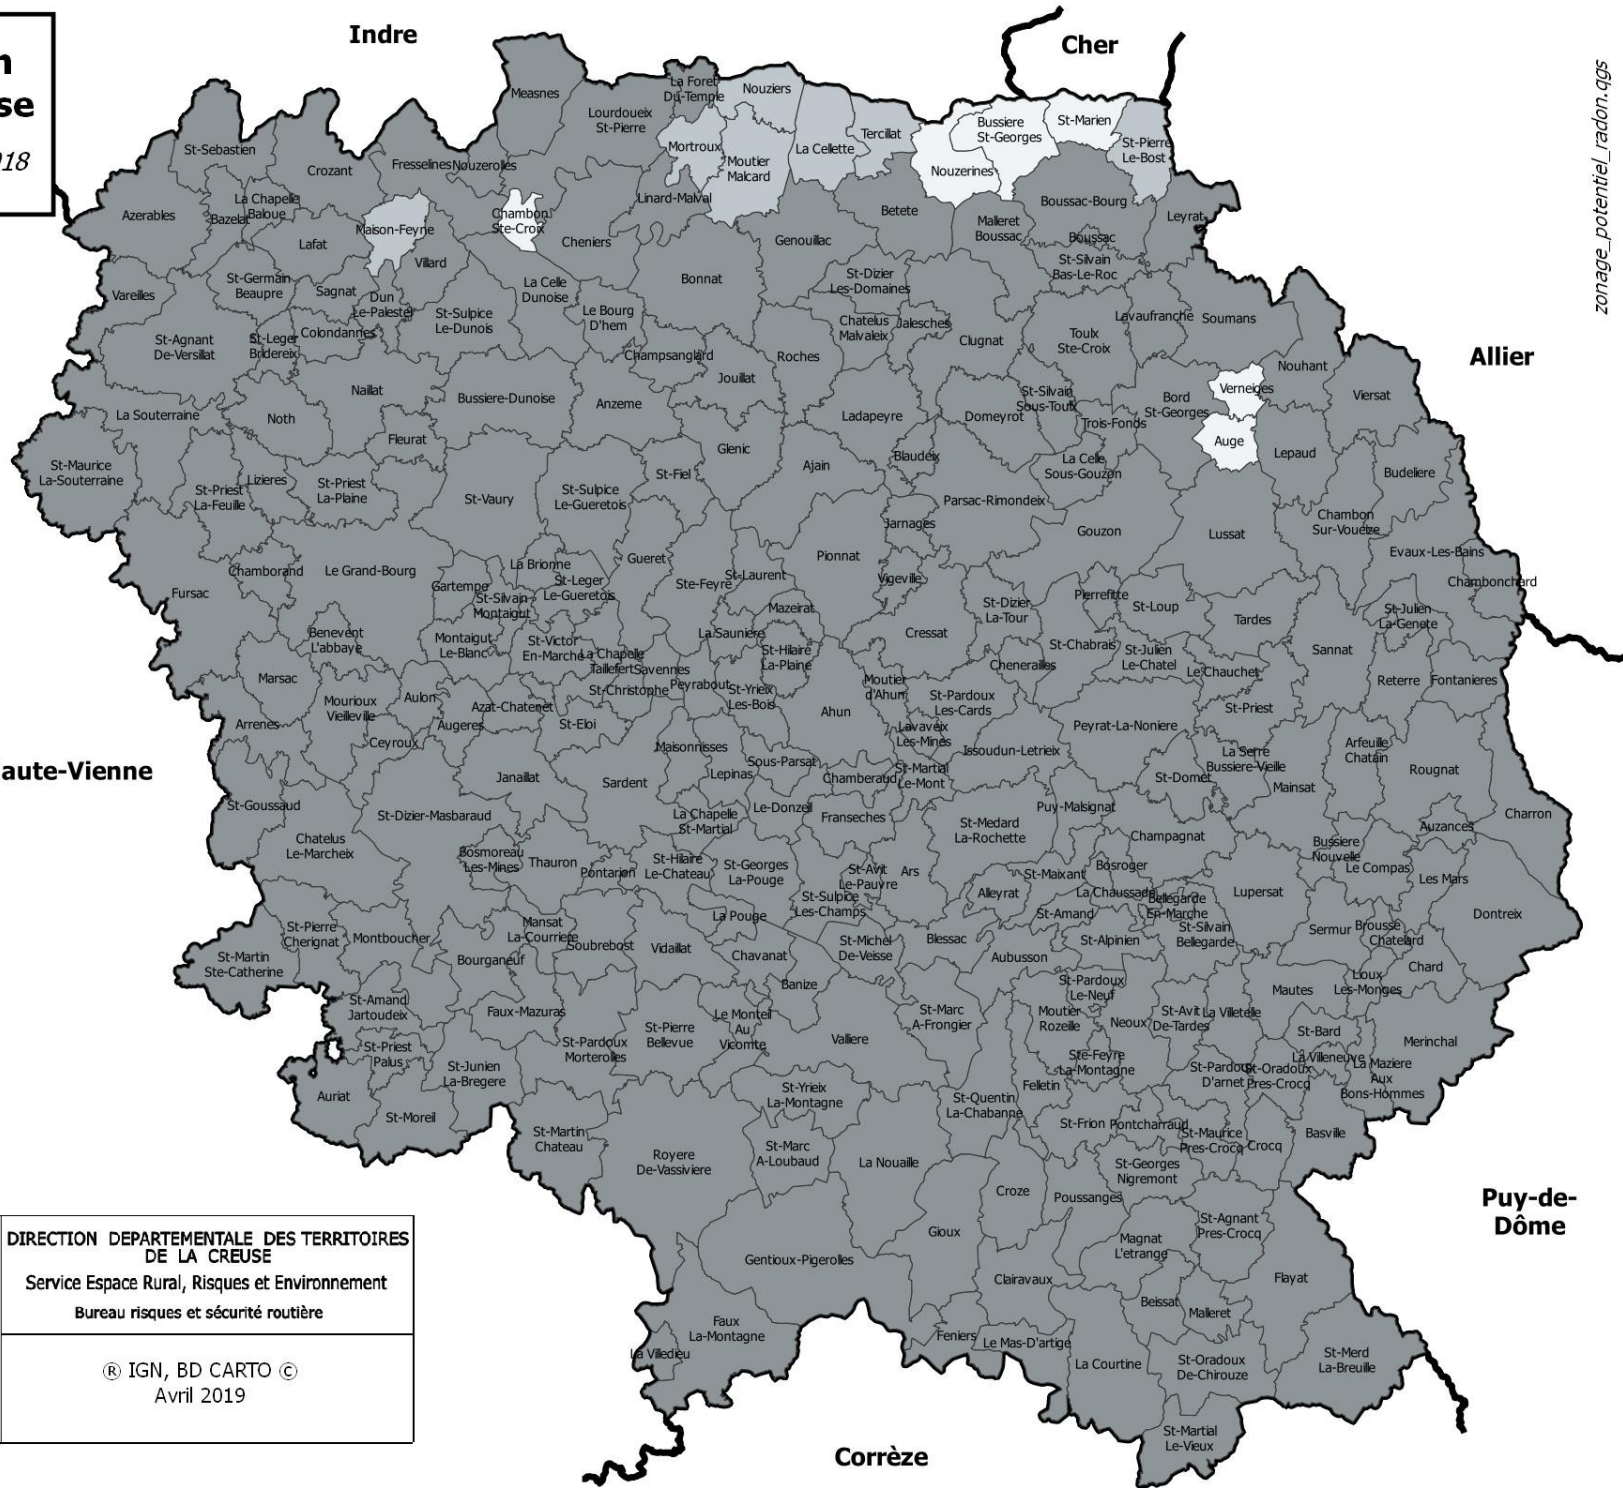 n
se
018
Indre
Cher
zonage_potentiel_radon.qgs
Allier
aute-Vienne
Puy-de-
Dôme
Corrèze
Measnes
La Foret
Du-Temple
Nouziers
Lourdoueix
St-Pierre
Bussiere
St-Georges
St-Marien
Tercillat
St-Pierre
Le-Bost
St-Sebastien
Mortroux
Moutier
Malcard
La Cellette
Crozant
Fresselines
Nouzerolles
Nouzerines
Linard-Malval
La Chapelle
Baloue
Azerables
Bazelat
Chambon
Ste-Croix
Betete
Boussac-Bourg
Malleret
Boussac
Leyrat
Maison-Feyne
Lafat
Cheniers
Genouillac
Boussac
St-Silvain
Bas-Le-Roc
Villard
St-Germain
Beaupre
Sagnat
La Celle
Dunoise
Bonnat
St-Dizier
Les-Domaines
Vareilles
Dun
Le-Palestel
St-Sulpice
Le-Dunois
Le Bourg
D'hem
Chatelus
Malvaleix
Jalesches
Lavaufranche
Soumans
St-Agnant
De-Versillat
St-Leger
Bridereix
Colondannes
Clugnat
Toulx
Ste-Croix
Champsanglard
Roches
Jouillat
Nouhant
Naillat
Bussiere-Dunoise
Anzeme
Verneiges
Viersat
La Souterraine
Noth
Ladapeyre
Domeyrot
St-Silvain
Sous-Toulx
Bord
St-Georges
Trois-Fonds
Fleurat
Glenic
Auge
Lepaud
St-Maurice
La-Souterraine
Blaudeix
Ajain
La Celle
Sous-Gouzon
Budeliere
St-Priest
La-Feuille
Lizieres
St-Priest
La-Plaine
St-Vaury
St-Sulpice
Le-Gueretois
St-Fiel
Parsac-Rimondeix
Jarnages
Gouzon
Lussat
Chambon
Sur-Voueize
Evaux-Les-Bains
Chamborand
Le Grand-Bourg
La Brionne
Gueret
Pionnat
Chambonchard
Fursac
Gartempe
St-Leger
Le-Gueretois
Ste-Feyre
St-Laurent
Vigeville
St-Silvain
Montaigut
Mazeirat
St-Dizier
La-Tour
Pierrefitte
St-Loup
Tardes
St-Julien
La-Genete
Benevent
L'abbaye
Montaigut
Le-Blanc
St-Victor
En-Marche
La Chapelle
Taillefert
Savennes
La Sauniere
St-Hilaire
La-Plaine
Cressat
St-Chabrais
St-Julien
Le-Chatel
Sannat
Chenerailles
Le Chauchet
Reterre
Fontanieres
Marsac
Mourioux
Vieilleville
Aulon
Azat-Chatenet
St-Christophe
Peyrabout
St-Yrieix
Les-Bois
Moutier
d'Ahun
St-Pardoux
Les-Cards
St-Priest
Arrenes
Augeres
St-Eloi
Ahun
Lavaveix
Les-Mines
Peyrat-La-Noniere
Ceyroux
Maisonnisses
Issoudun-Letrieix
La Serre
Bussiere-Vieille
Arfeuille
Chatain
Rougnat
Janaillat
Sardent
Lepinas
Sous-Parsat
Chamberaud
St-Martial
Le-Mont
St-Domet
Mainsat
St-Goussaud
St-Dizier-Masbaraud
La Chapelle
St-Martial
Le-Donzeil
Franseches
Puy-Malsignat
Charron
Chatelus
Le-Marcheix
St-Medard
La-Rochette
Champagnat
Auzances
Bosmoreau
Les-Mines
Thauron
Pontarion
St-Hilaire
Le-Chateau
St-Georges
La-Pouge
St-Avit
Le-Pauvre
Ars
Bosroger
Bussiere
Nouvelle
Le Compas
Les Mars
St-Maixant
St-Sulpice
Les-Champs
Alleyrat
La Chaussade
Bellegarde
En-Marche
Lupersat
Dontreix
St-Pierre
Cherignat
Montboucher
Mansat
La-Courriere
Soubrebost
La Pouge
St-Amand
St-Silvain
Bellegarde
Sermur
Brousse
Chatelard
St-Martin
Ste-Catherine
Bourganeuf
Vidaillat
Chavanat
St-Michel
De-Veisse
Blessac
Aubusson
St-Alpinien
Chard
Lioux
Les-Monges
Banize
St-Pardoux
Le-Neuf
Mautes
St-Amand
Jartoudeix
Faux-Mazuras
Le Monteil
Au
Vicomte
St-Marc
A-Frongier
Moutier
Rozeille
Neoux
St-Avit
De-Tardes
La Villetelle
St-Priest
Palus
St-Pardoux
Morterolles
St-Pierre
Bellevue
Valliere
St-Bard
Merinchal
St-Junien
La-Bregere
Ste-Feyre
La-Montagne
La Villeneuve
La Maziere
Aux
Bons-Hommes
Auriat
St-Yrieix
La-Montagne
Felletin
St-Pardoux
D'arnet
St-Oradoux
Pres-Crocq
St-Moreil
St-Quentin
La-Chabanne
St-Frion
Pontcharraud
St-Maurice
Pres-Crocq
Crocq
Basville
St-Martin
Chateau
Royere
De-Vassiviere
St-Marc
A-Loubaud
La Nouaille
St-Georges
Nigremont
Croze
Poussanges
Gioux
St-Agnant
Pres-Crocq
Gentioux-Pigerolles
Magnat
L'etrange
Clairavaux
Flayat
Beissat
Malleret
Faux
La-Montagne
La Villedieu
Feniers
Le Mas-D'artige
La Courtine
St-Oradoux
De-Chirouze
St-Merd
La-Breuille
St-Martial
Le-Vieux
DIRECTION DEPARTEMENTALE DES TERRITOIRES
DE LA CREUSE
Service Espace Rural, Risques et Environnement
Bureau risques et sécurité routière
® IGN, BD CARTO ©
Avril 2019